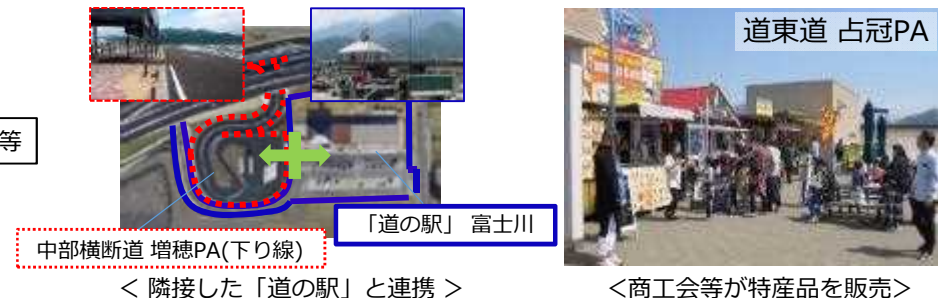 等
道東道 占冠PA
「道の駅」 富士川
中部横断道 増穂PA(下り線)
< 隣接した「道の駅」と連携 >
<商工会等が特産品を販売>